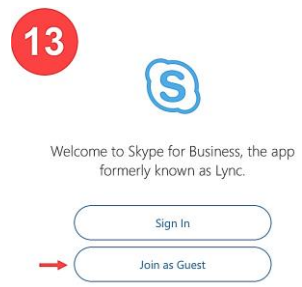 13
S
Welcome to Skype for Business, the app
formerly known as Lync.
Sign In
Join as Guest